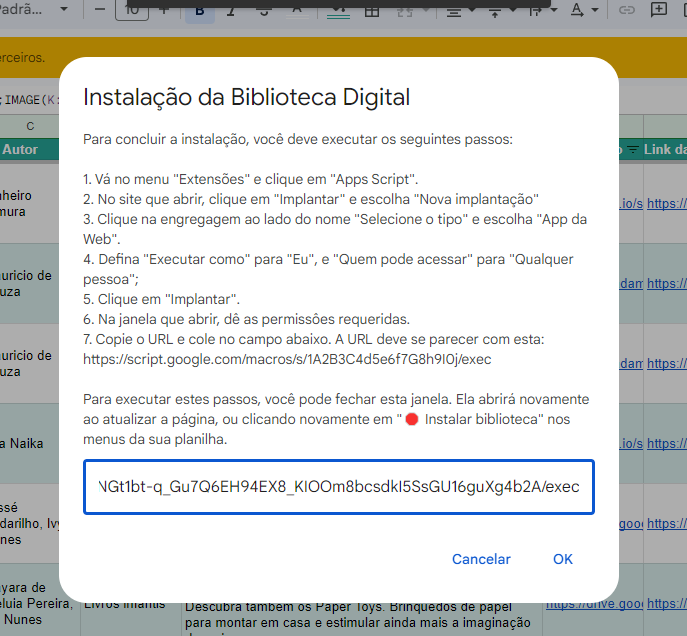 10
B
erceiros.
;IMAGE(K
C
Autor
Link da
nheiro
mura
.io/s
https://
auricio de
uza
dam
https://
auricio de
uza
dam
https://
a Naika
.io/s
https://
ssé
darilho, Iv
nes
goo
https://
yara de
eluia Pereira,
Nunes
Livros Infantis
Descubra também os Paper Toys. Brinquedos de papel
para montar em casa e estimular ainda mais a imaginação
https://drive.goo
https://
Instalação da Biblioteca Digital
Para concluir a instalação, você deve executar os seguintes passos:
1. Vá no menu "Extensões" e clique em "Apps Script".
2. No site que abrir, clique em "Implantar" e escolha "Nova implantação"
3. Clique na engregagem ao lado do nome "Selecione o tipo" e escolha "App da
Web".
4. Defina "Executar como" para "Eu", e "Quem pode acessar" para "Qualquer
pessoa";
5. Clique em "Implantar".
6. Na janela que abrir, dê as permissões requeridas.
7. Copie o URL e cole no campo abaixo. A URL deve se parecer com esta:
https://script.google.com/macros/s/1A2B3C4d5e6f7G8h9I0j/exec
Para executar estes passos, você pode fechar esta janela. Ela abrirá novamente
ao atualizar a página, ou clicando novamente em "🔴 Instalar biblioteca" nos
menus da sua planilha.
NGt1bt-q_Gu7Q6EH94EX8_KIOOm8bcsdkI5SsGU16guXg4b2A/exec
Cancelar
OK